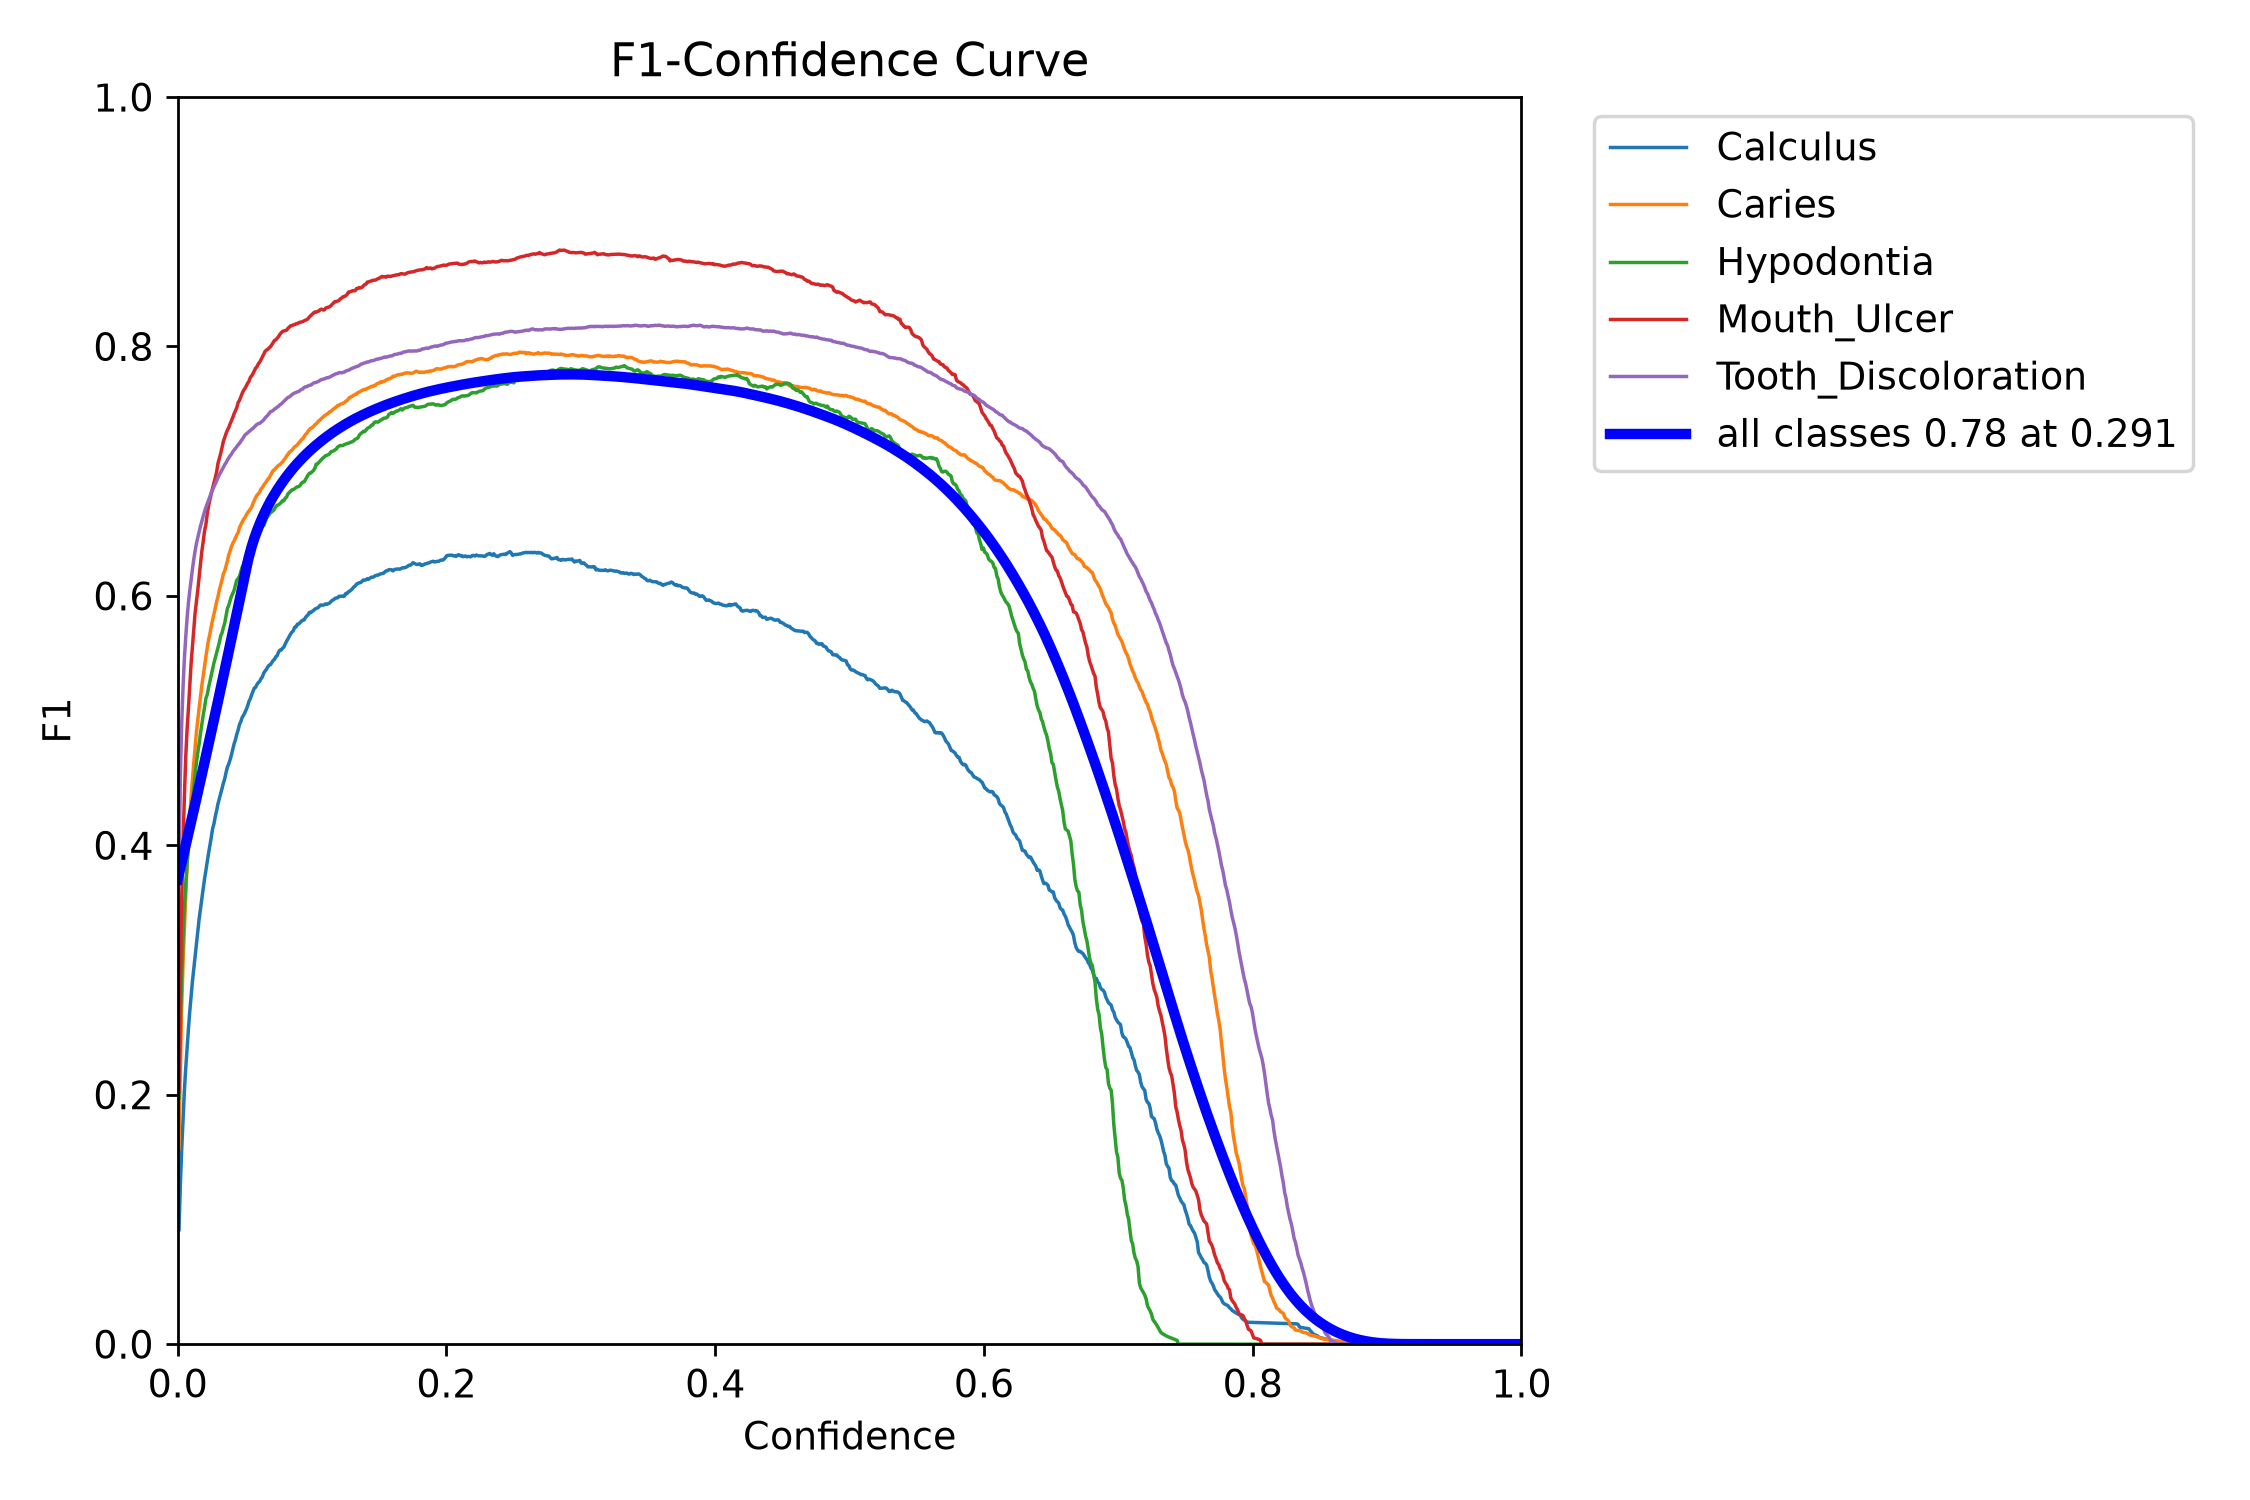 F1-Confidence Curve
1.0
0.8
0.6
0.4
0.2
0.0
F1
0.0 0.2 0.4 0.6 0.8 1.0
Confidence
Calculus
Caries
Hypodontia
Mouth_Ulcer
Tooth_Discoloration
all classes 0.78 at 0.291